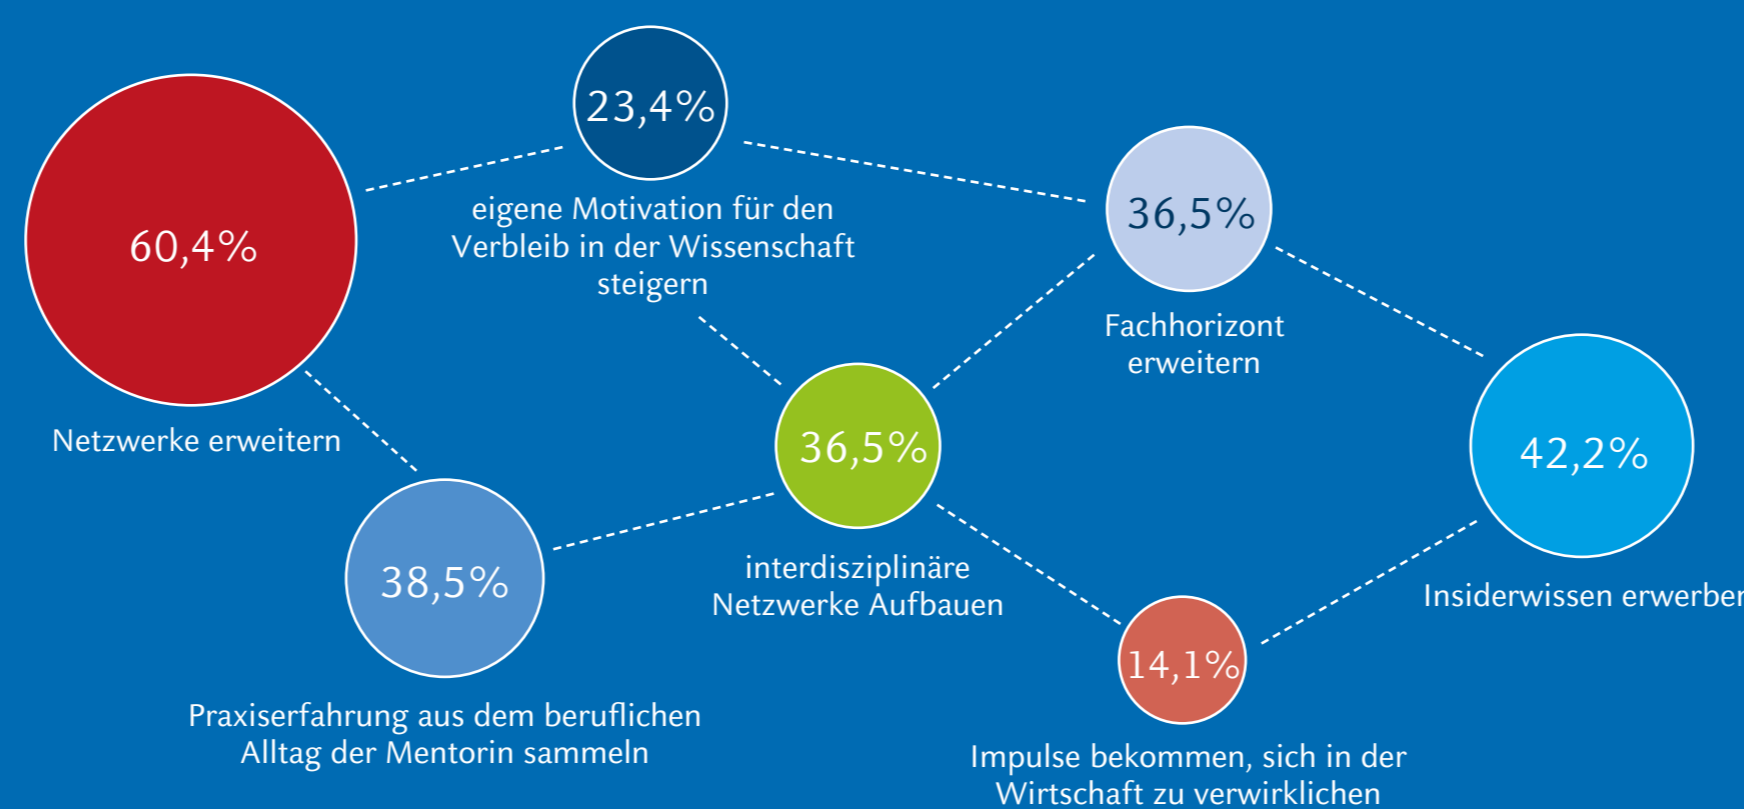 60,4%
Netzwerke erweitern
23,4%
eigene Motivation für den
Verbleib in der Wissenschaft
steigern
36,5%
Fachhorizont
erweitern
38,5%
Praxiserfahrung aus dem beruflichen
Alltag der Mentorin sammeln
36,5%
interdisziplinäre
Netzwerke Aufbauen
42,2%
Insiderwissen erwerben
14,1%
Impulse bekommen, sich in der
Wirtschaft zu verwirklichen